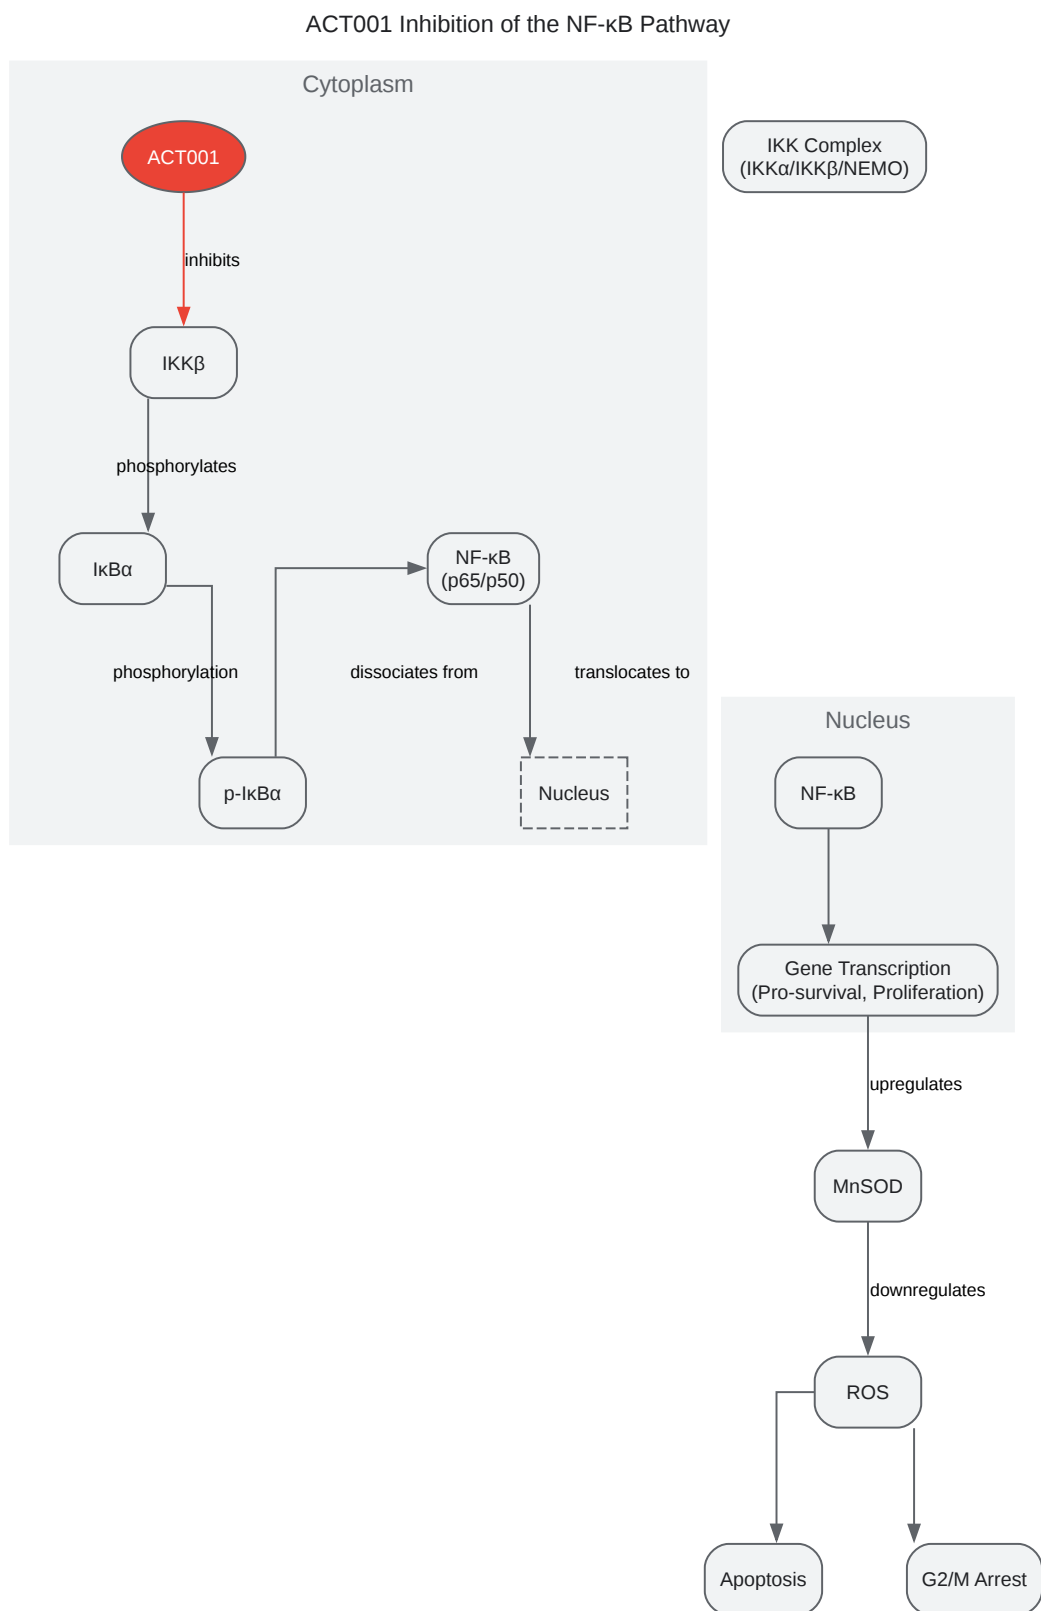 ACT001 Inhibition of the NF-κB Pathway
Cytoplasm
ACT001
IKK Complex
(IKKα/IKKβ/NEMO)
inhibits
IKKβ
phosphorylates
IκBα
NF-κB
(p65/p50)
phosphorylation
dissociates from
translocates to
p-IκBα
Nucleus
Nucleus
NF-κB
Gene Transcription
(Pro-survival, Proliferation)
upregulates
MnSOD
downregulates
ROS
Apoptosis
G2/M Arrest